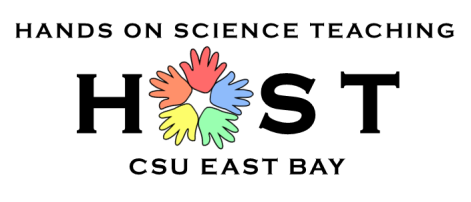 HANDS ON SCIENCE TEACHING
HOST
CSU EAST BAY